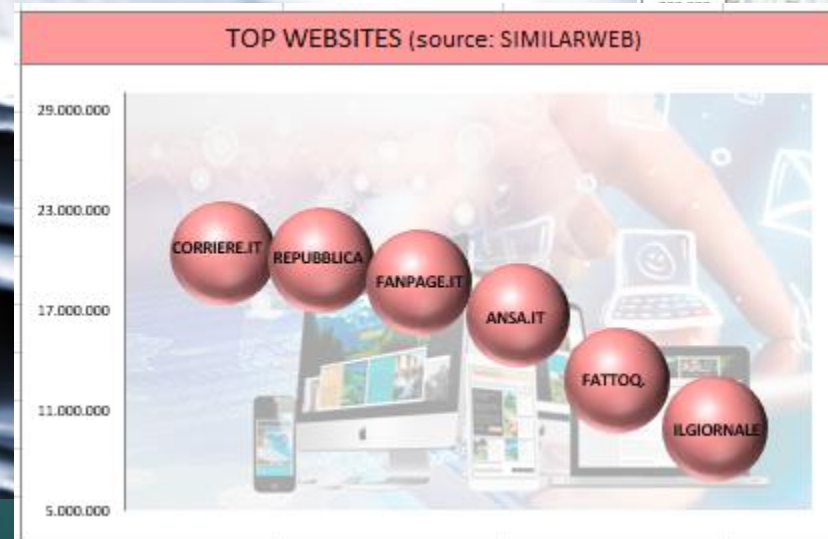 TOP WEBSITES (source: SIMILARWEB)
29.000.000
23.000.000
17.000.000
11.000.000
5.000.000
CORRIERE.IT
REPUBBLICA
FANPAGE.IT
ANSA.IT
FATTOQ.
ILGIORNALE